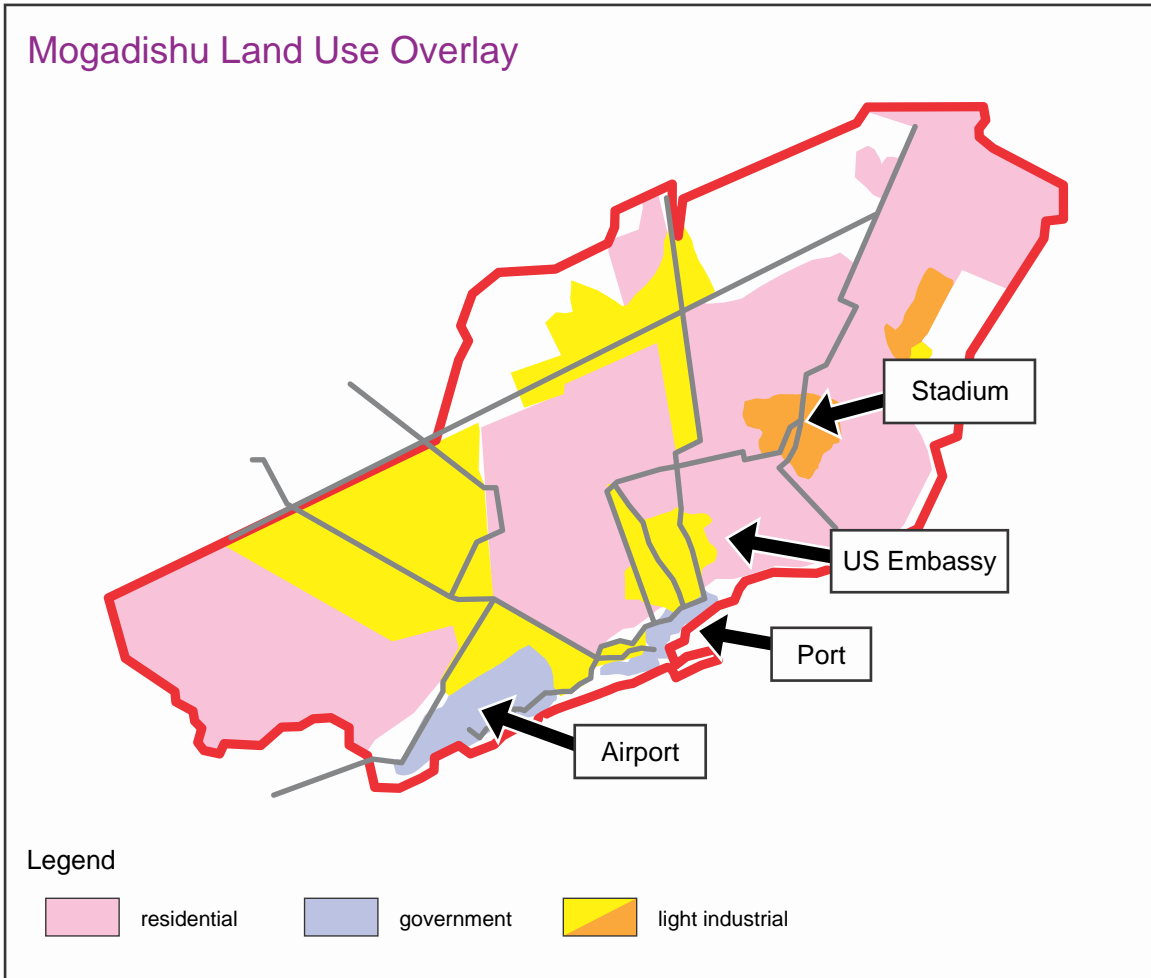 Mogadishu Land Use Overlay
Stadium
US Embassy
Port
Airport
Legend
residential
government
light industrial